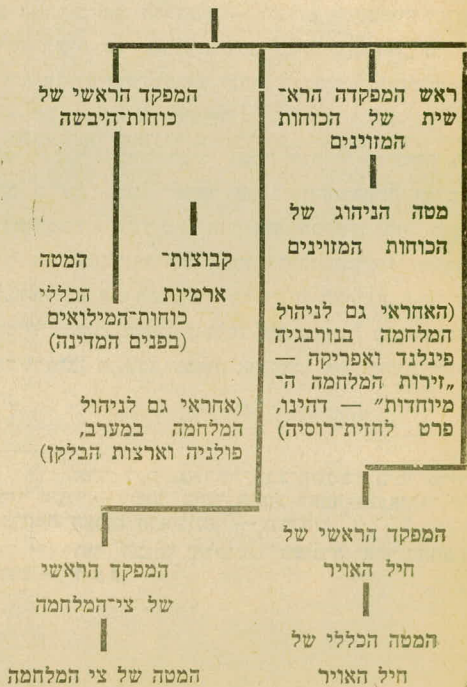 ראש המפקדה הרא־
שית של הכוחות
המזוינים
מטה הניהוג של
הכוחות המזוינים
(האחראי גם לניהול
המלחמה בנורבגיה
פינלנד ואפריקה —
„זירות המלחמה ה־
מיוחדות" — דהינו,
פרט לחזית־רוסיה)
המפקד הראשי של
כוחות־היבשה
קבוצות־ המטה
ארמיות הכללי
כוחות־המילואים
(בפנים המדינה)
(אחראי גם לניהול
המלחמה במערב,
פולניה וארצות הבלקן)
המפקד הראשי של
חיל האויר
המטה הכללי של
חיל האויר
המפקד הראשי
של צי־המלחמה
המטה של צי המלחמה